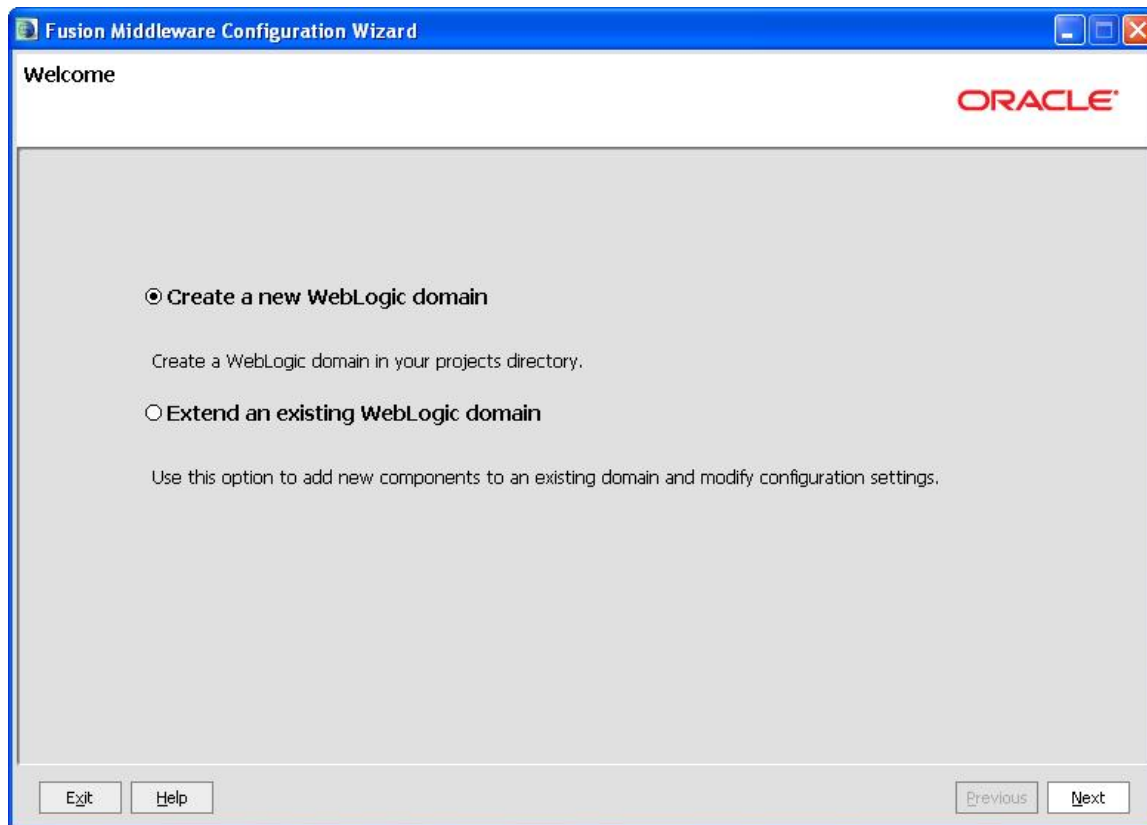 Fusion Middleware Configuration Wizard
Welcome
ORACLE
Create a new WebLogic domain
Create a WebLogic domain in your projects directory.
Extend an existing WebLogic domain
Use this option to add new components to an existing domain and modify configuration settings.
Exit Help Previous Next